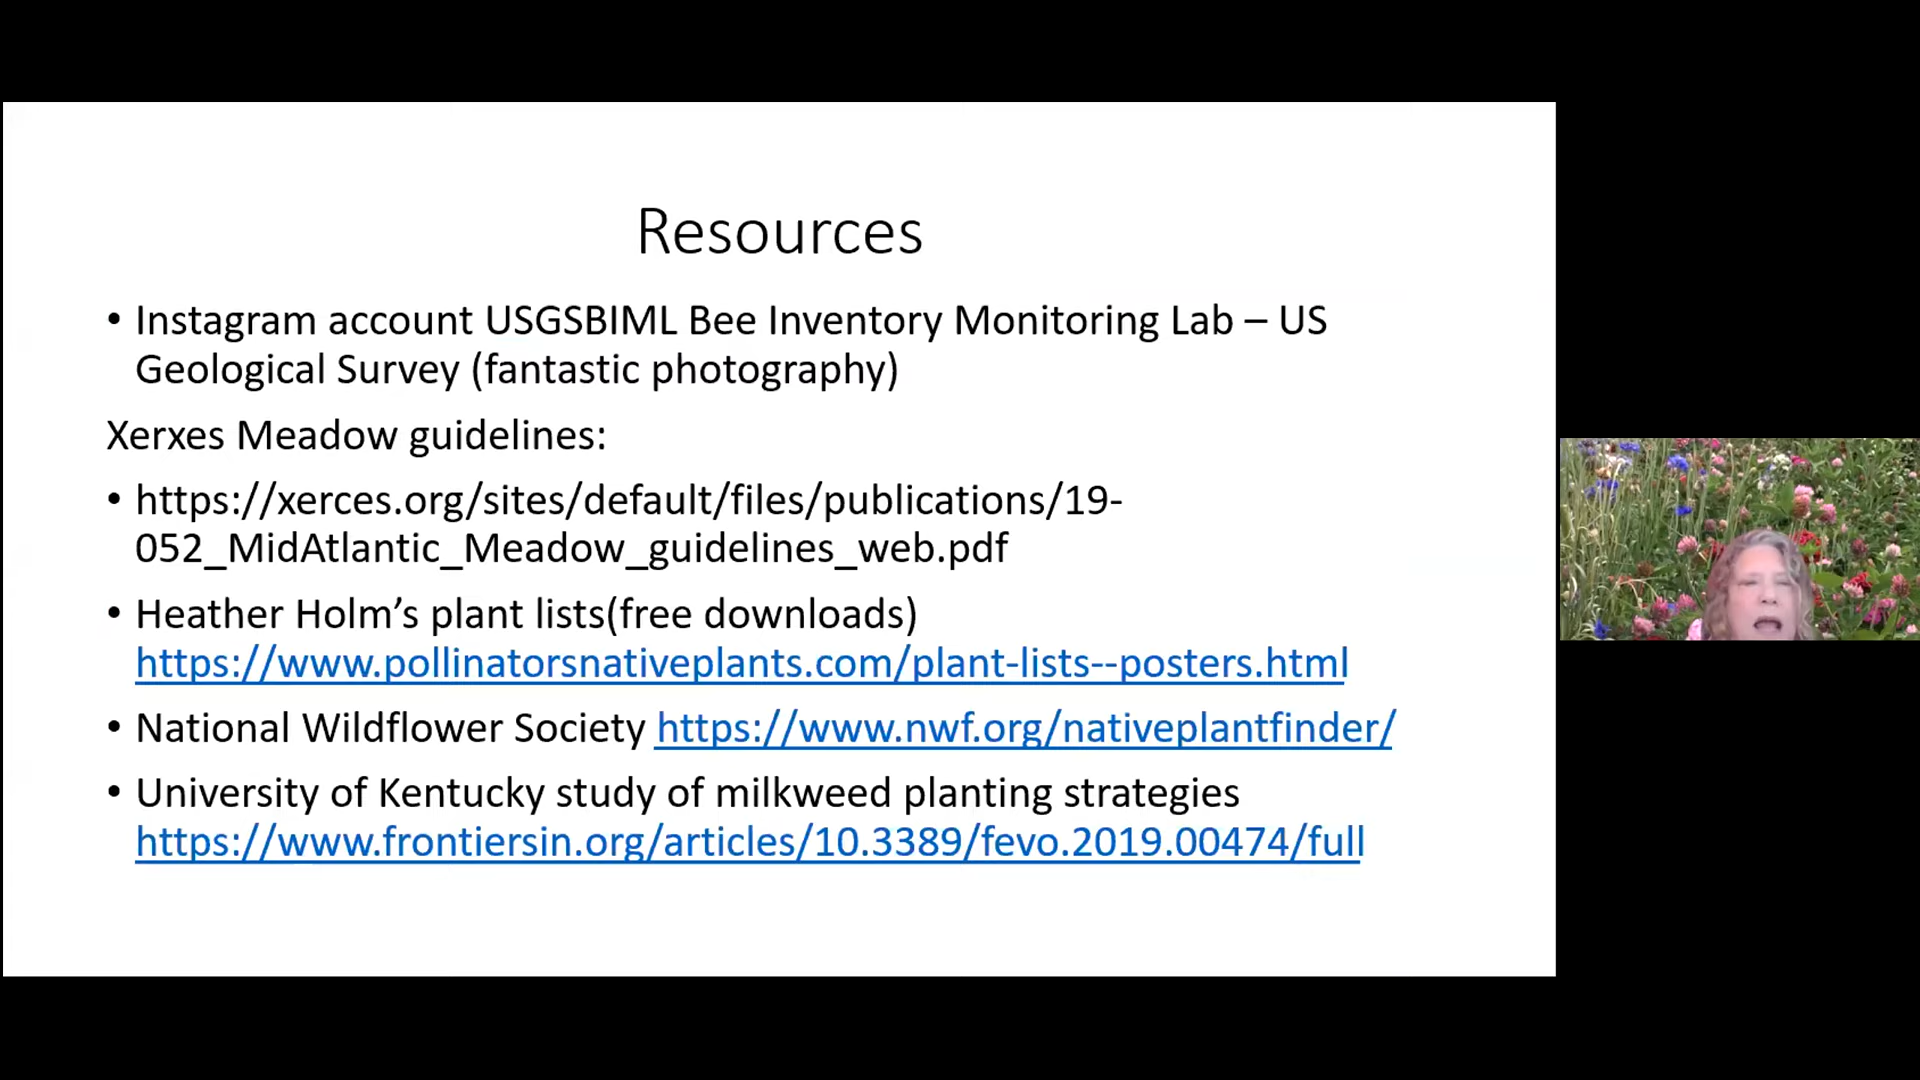 Resources
• Instagram account USGSBIML Bee Inventory Monitoring Lab – US
Geological Survey (fantastic photography)
Xerxes Meadow guidelines:
• https://xerces.org/sites/default/files/publications/19-
052_MidAtlantic_Meadow_guidelines_web.pdf
• Heather Holm’s plant lists(free downloads)
https://www.pollinatorsnativeplants.com/plant-lists--posters.html
• National Wildflower Society https://www.nwf.org/nativeplantfinder/
• University of Kentucky study of milkweed planting strategies
https://www.frontiersin.org/articles/10.3389/fevo.2019.00474/full